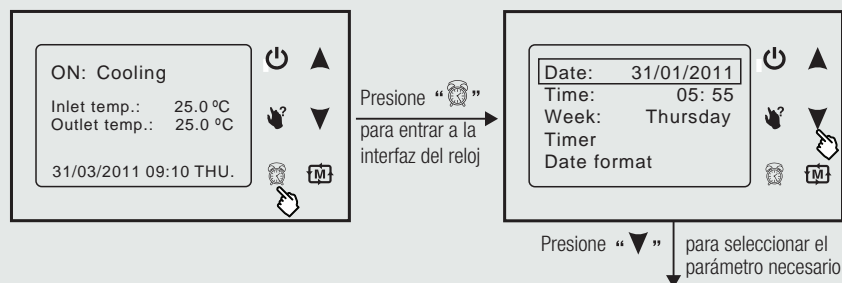 ON: Cooling
Inlet temp.: 25.0 ºC
Outlet temp.: 25.0 ºC
31/03/2011 09:10 THU.
?
M
Presione “ ”
para entrar a la
interfaz del reloj
Date: 31/01/2011
Time: 05: 55
Week: Thursday
Timer
Date format
?
M
Presione “▼”
para seleccionar el
parámetro necesario